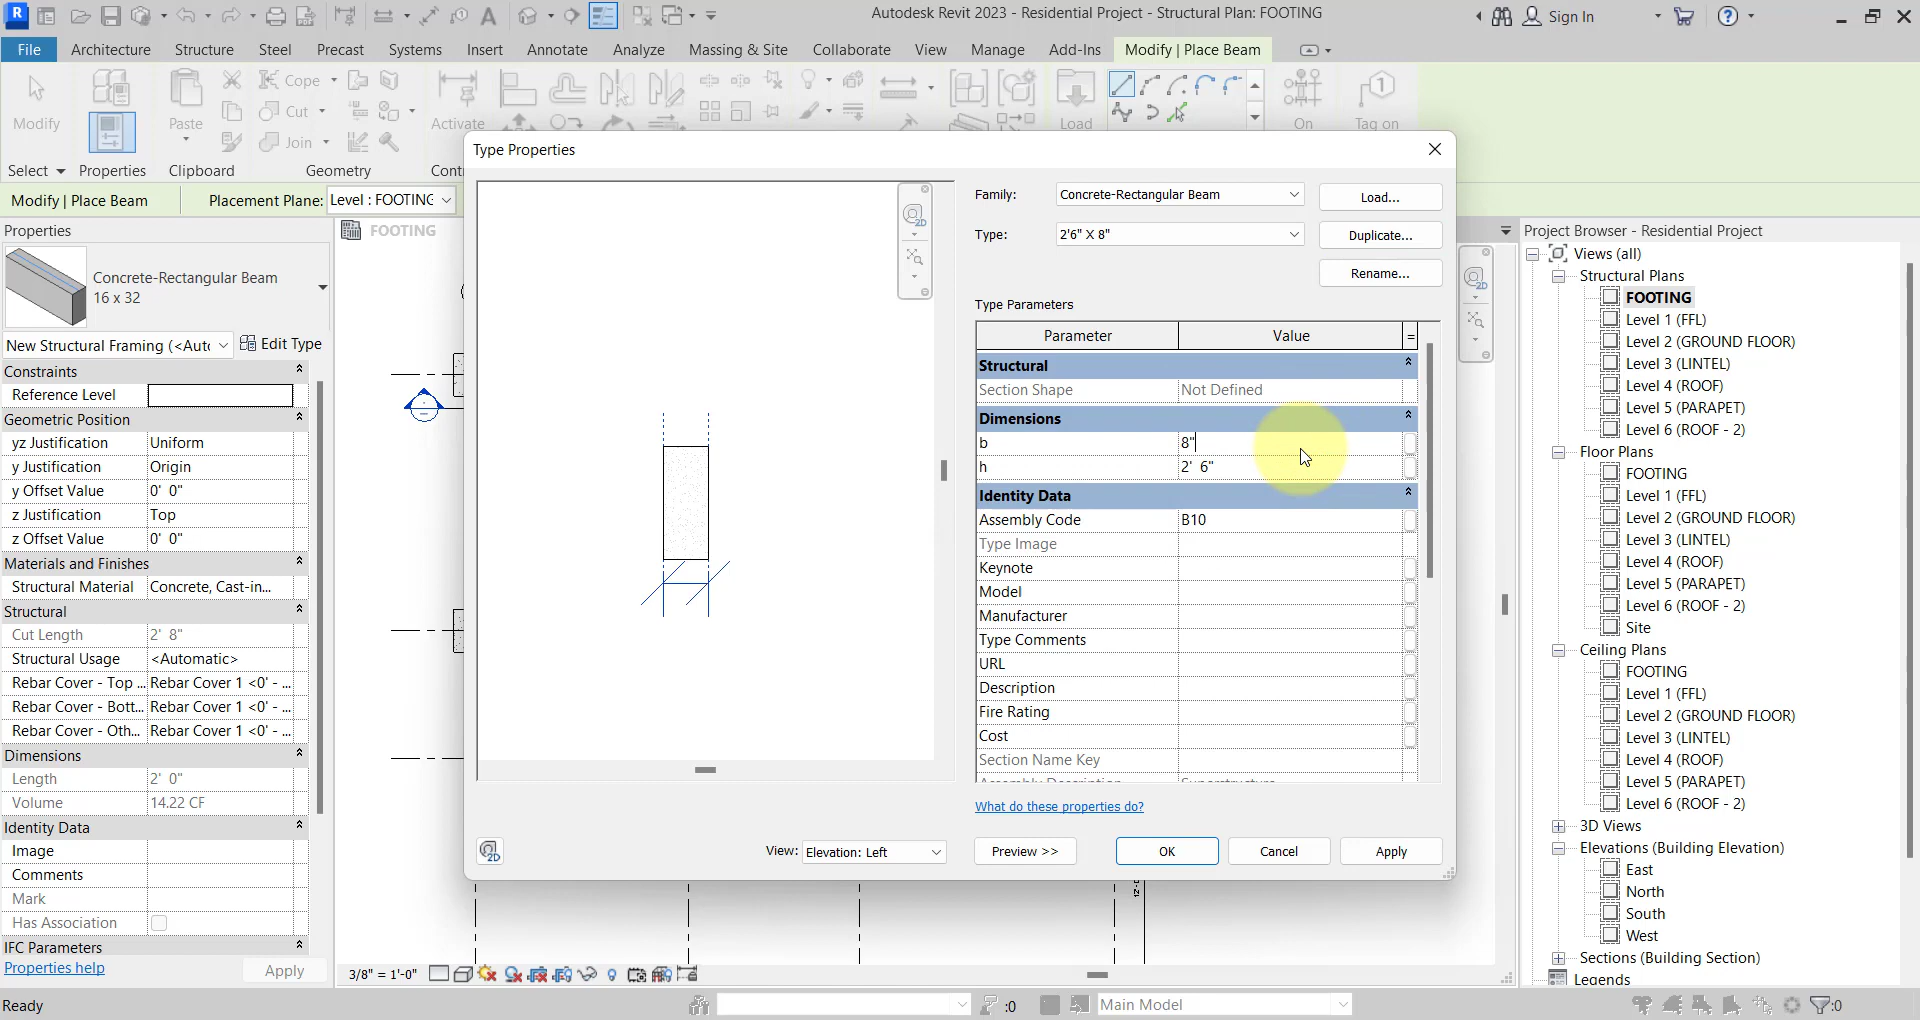 Autodesk Revit 2023 - Residential Project - Structural Plan: FOOTING
Sign In
File
Architecture
Structure
Steel
Precast
Systems
Insert
Annotate
Analyze
Massing & Site
Collaborate
View
Manage
Add-Ins
Modify | Place Beam
Modify
Paste
Cope
Cut
Join
Activate
Load
On
Tag on
Select
Properties
Clipboard
Geometry
Modify | Place Beam
Placement Plane:
Level : FOOTING
Properties
Concrete-Rectangular Beam
16 x 32
Edit Type
Constraints
Reference Level
Geometric Position
yz Justification Uniform
y Justification Origin
y Offset Value 0' 0"
z Justification Top
z Offset Value 0' 0"
Materials and Finishes
Structural Material Concrete, Cast-in...
Structural
Cut Length 2' 8"
Structural Usage <Automatic>
Rebar Cover - Top ... Rebar Cover 1 <0' - ...
Rebar Cover - Bott... Rebar Cover 1 <0' - ...
Rebar Cover - Oth... Rebar Cover 1 <0' - ...
Dimensions
Length 2' 0"
Volume 14.22 CF
Identity Data
Image
Comments
Mark
Has Association
IFC Parameters
Properties help
Apply
FOOTING
Type Properties
Family:
Concrete-Rectangular Beam
Load...
Type:
2'6" X 8"
Duplicate...
Rename...
Type Parameters
Parameter Value =
Structural
Section Shape Not Defined
Dimensions
b 8"
h 2' 6"
Identity Data
Assembly Code B10
Type Image
Keynote
Model
Manufacturer
Type Comments
URL
Description
Fire Rating
Cost
Section Name Key
What do these properties do?
View:
Elevation: Left
Preview >>
OK
Cancel
Apply
3/8" = 1'-0"
Project Browser - Residential Project
Views (all)
Structural Plans
FOOTING
Level 1 (FFL)
Level 2 (GROUND FLOOR)
Level 3 (LINTEL)
Level 4 (ROOF)
Level 5 (PARAPET)
Level 6 (ROOF - 2)
Floor Plans
FOOTING
Level 1 (FFL)
Level 2 (GROUND FLOOR)
Level 3 (LINTEL)
Level 4 (ROOF)
Level 5 (PARAPET)
Level 6 (ROOF - 2)
Site
Ceiling Plans
FOOTING
Level 1 (FFL)
Level 2 (GROUND FLOOR)
Level 3 (LINTEL)
Level 4 (ROOF)
Level 5 (PARAPET)
Level 6 (ROOF - 2)
3D Views
Elevations (Building Elevation)
East
North
South
West
Sections (Building Section)
Legends
Ready
:0
Main Model
:0